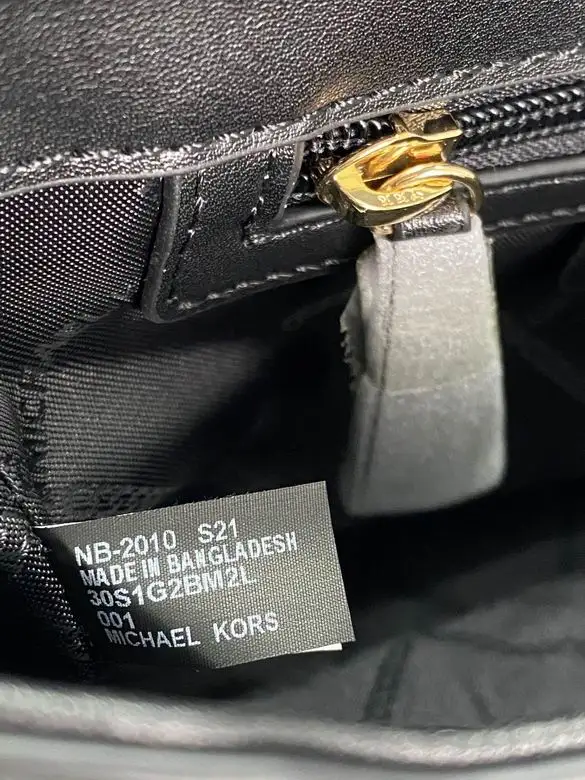 NB-2010 S21
MADE IN BANGLADESH
30S1G2BM2L
001
MICHAEL KORS